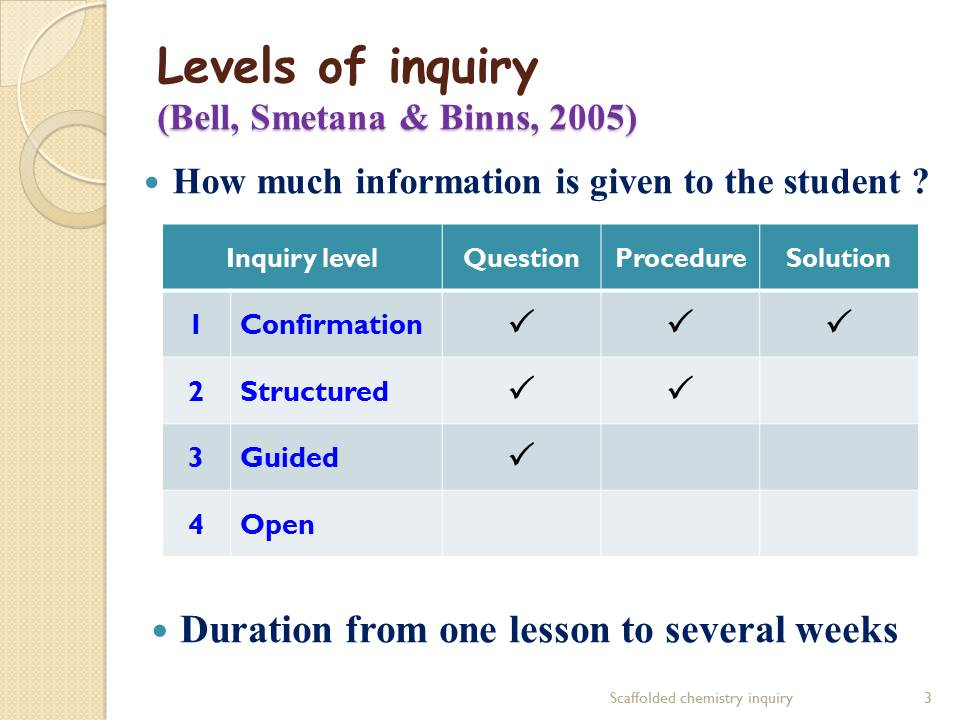 Levels of inquiry
(Bell, Smetana & Binns, 2005)
• How much information is given to the student ?
Inquiry level Question Procedure Solution
1 Confirmation ✓ ✓ ✓
2 Structured ✓ ✓
3 Guided ✓
4 Open
• Duration from one lesson to several weeks
Scaffolded chemistry inquiry 3